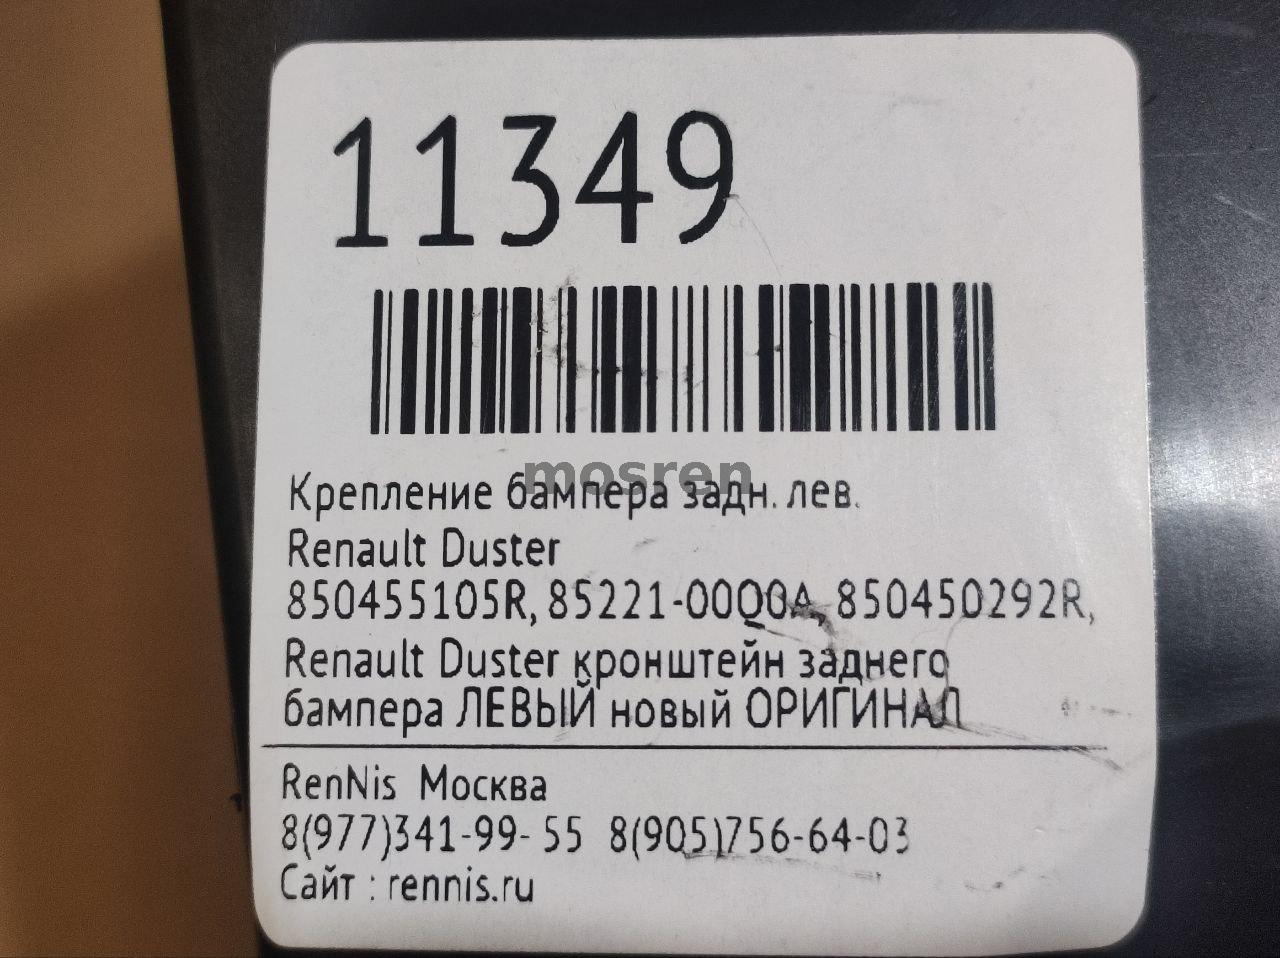 11349
Крепление бампера задн. лев.
mosren
Renault Duster
850455105R, 85221-00Q0A, 850450292R,
Renault Duster кронштейн заднего
бампера ЛЕВЫЙ новый ОРИГИНАЛ
RenNis Москва
8(977)341-99- 55 8(905)756-64-03
Сайт : rennis.ru